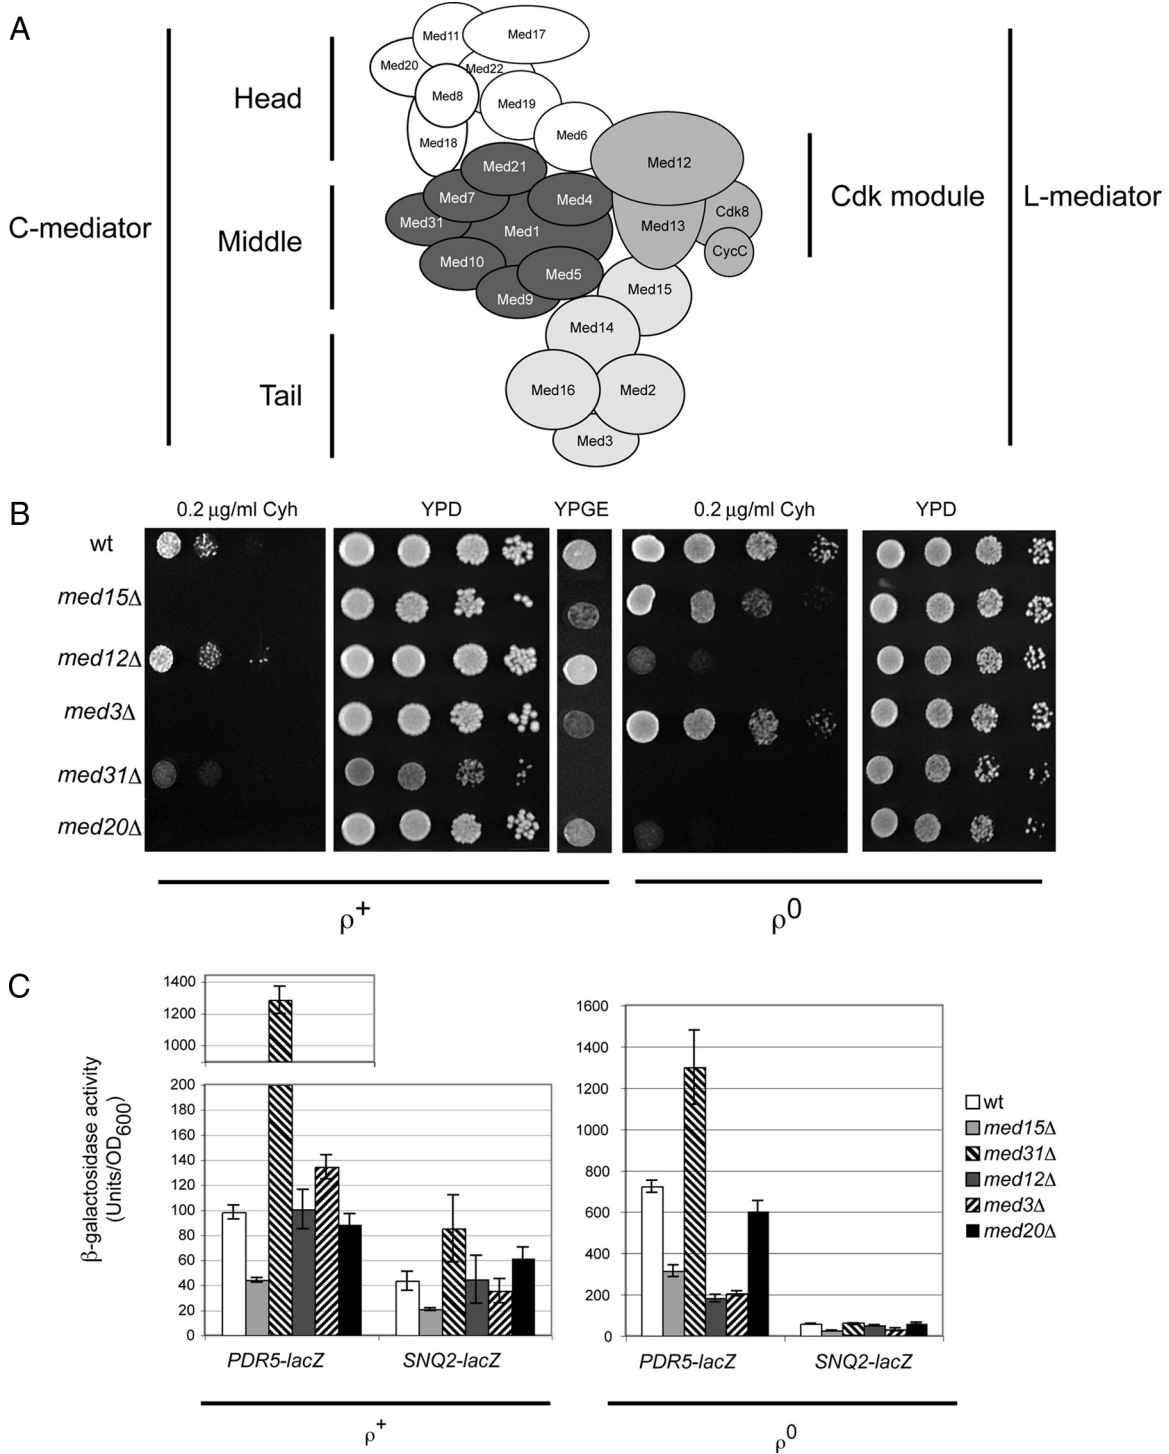 A
Head
Middle
Tail
C-mediator
Cdk module
L-mediator
Med11
Med17
Med20
Med22
Med8
Med19
Med18
Med6
Med21
Med12
Med7
Med4
Med31
Med1
Med13
Cdk8
CycC
Med10
Med5
Med9
Med15
Med14
Med16
Med2
Med3
B
0.2 µg/ml Cyh
YPD
YPGE
0.2 µg/ml Cyh
YPD
wt
med15Δ
med12Δ
med3Δ
med31Δ
med20Δ
ρ+
ρ0
C
β-galactosidase activity
(Units/OD600)
1400
1200
1000
200
180
160
140
120
100
80
60
40
20
0
PDR5-lacZ
SNQ2-lacZ
ρ+
1600
1400
1200
1000
800
600
400
200
0
PDR5-lacZ
SNQ2-lacZ
ρ0
wt
med15Δ
med31Δ
med12Δ
med3Δ
med20Δ